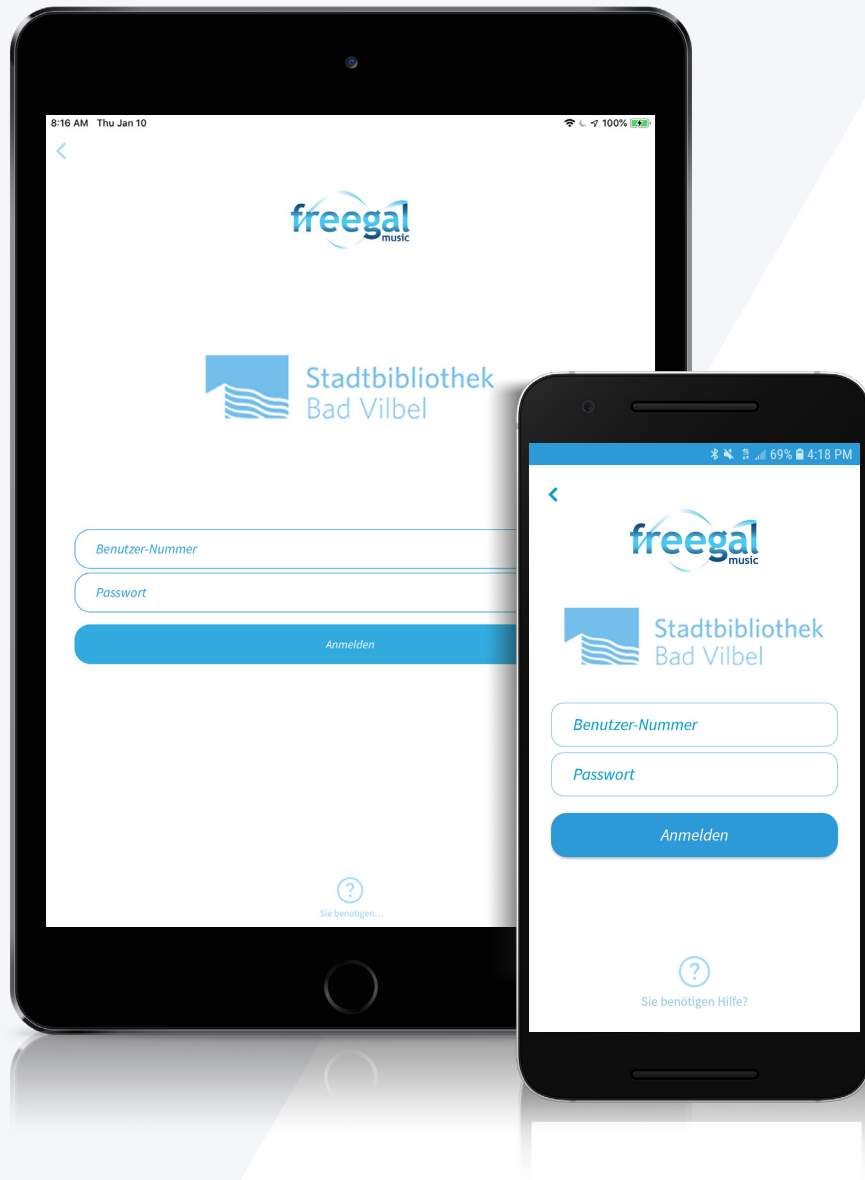 8:16 AM Thu Jan 10
100%
freegal
music
Stadtbibliothek
Bad Vilbel
Benutzer-Nummer
Passwort
Anmelden
Sie benötigen...
69% 4:18 PM
freegal
music
Stadtbibliothek
Bad Vilbel
Benutzer-Nummer
Passwort
Anmelden
Sie benötigen Hilfe?